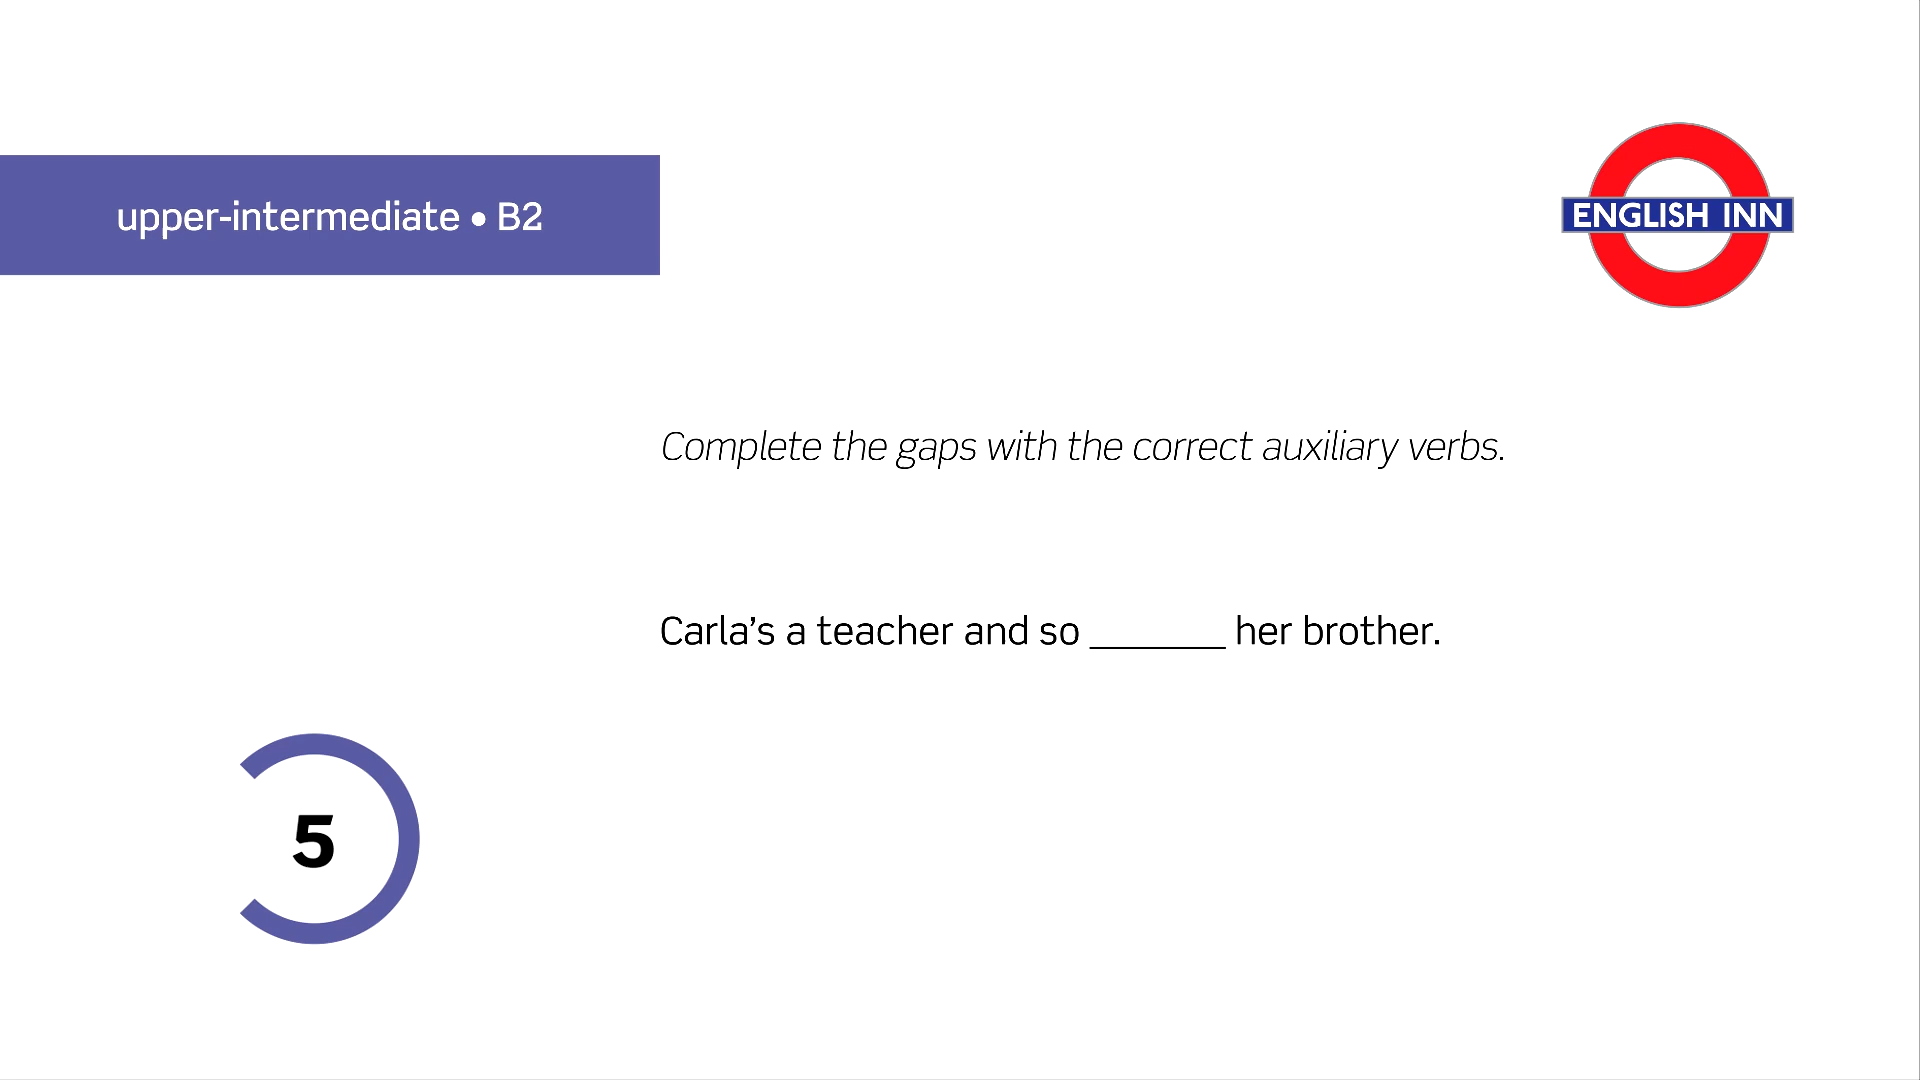 upper-intermediate • B2
ENGLISH INN
Complete the gaps with the correct auxiliary verbs.
Carla’s a teacher and so ______ her brother.
5